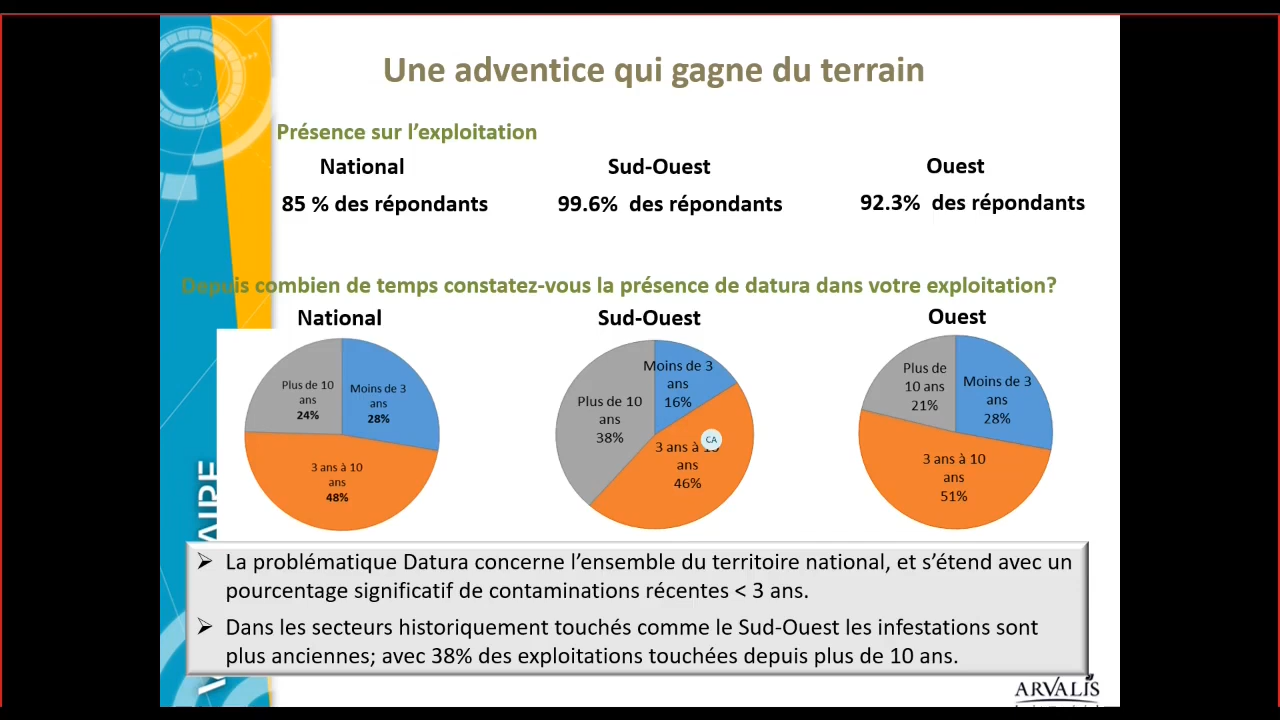 Une adventice qui gagne du terrain
Présence sur l'exploitation
National
Sud-Ouest
Ouest
85 % des répondants
99.6% des répondants
92.3% des répondants
Depuis combien de temps constatez-vous la présence de datura dans votre exploitation?
National
Sud-Ouest
Ouest
Plus de 10
ans
24%
Moins de 3
ans
28%
3 ans à 10
ans
48%
Moins de 3
ans
16%
Plus de 10
ans
38%
3 ans à
ans
46%
CA
Plus de
10 ans
21%
Moins de 3
ans
28%
3 ans à 10
ans
51%
➢ La problématique Datura concerne l'ensemble du territoire national, et s'étend avec un
pourcentage significatif de contaminations récentes < 3 ans.
➢ Dans les secteurs historiquement touchés comme le Sud-Ouest les infestations sont
plus anciennes; avec 38% des exploitations touchées depuis plus de 10 ans.
ARVALIS